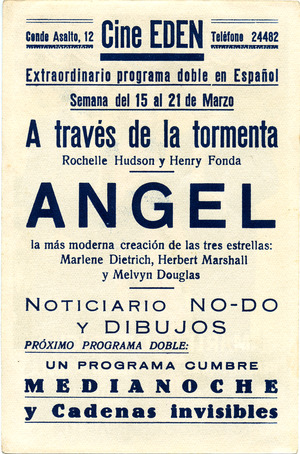 Conde Asalto, 12 Cine EDEN Teléfono 24482
Extraordinario programa doble en Español
Semana del 15 al 21 de Marzo
A través de la tormenta
Rochelle Hudson y Henry Fonda
ANGEL
la más moderna creación de las tres estrellas:
Marlene Dietrich, Herbert Marshall
y Melvyn Douglas
NOTICIARIO NO-DO
Y DIBUJOS
PRÓXIMO PROGRAMA DOBLE:
UN PROGRAMA CUMBRE
MEDIANOCHE
y Cadenas invisibles